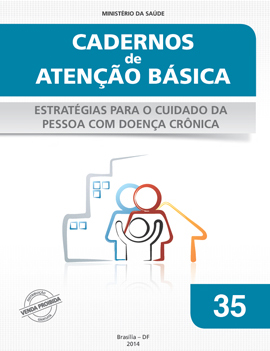 MINISTÉRIO DA SAÚDE
CADERNOS
de
ATENÇÃO BÁSICA
ESTRATÉGIAS PARA O CUIDADO DA
PESSOA COM DOENÇA CRÔNICA
VENDA PROIBIDA
35
Brasília – DF
2014